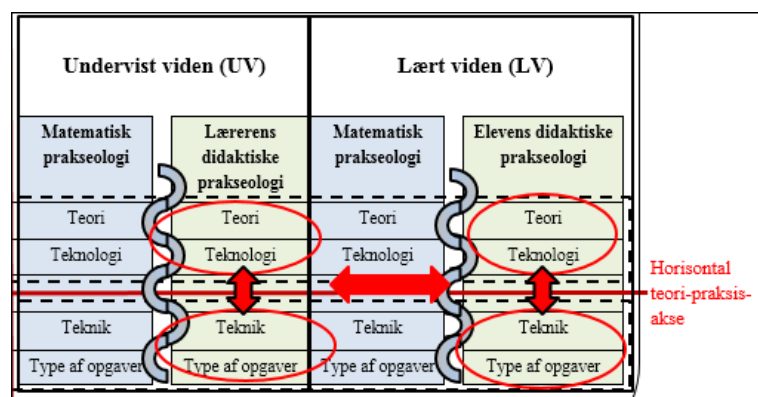 Undervist viden (UV)
Lært viden (LV)
Matematisk
prakseologi
Lærerens
didaktiske
prakseologi
Matematisk
prakseologi
Elevens didaktiske
prakseologi
Teori
Teori
Teori
Teori
Teknologi
Teknologi
Teknologi
Teknologi
Horisontal
teori-praksis-
akse
Teknik
Teknik
Teknik
Teknik
Type af opgaver
Type af opgaver
Type af opgaver
Type af opgaver